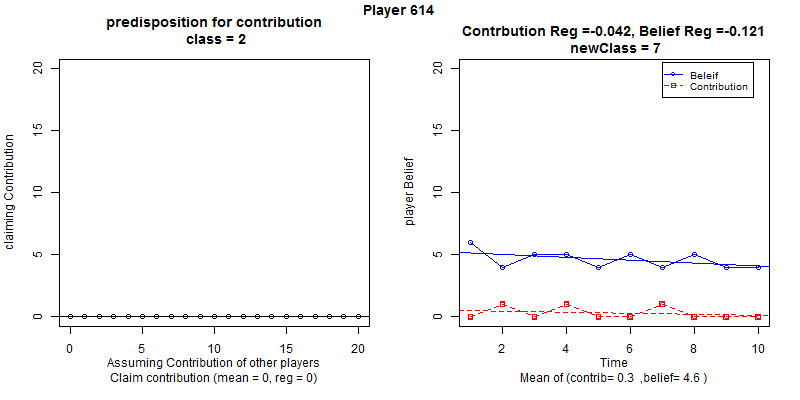 Player 614
predisposition for contribution
class = 2
claiming Contribution
0 5 10 15 20
0 5 10 15 20
Assuming Contribution of other players
Claim contribution (mean = 0, reg = 0)
Contrbution Reg =-0.042, Belief Reg =-0.121
newClass = 7
Beleif
Contribution
player Belief
0 5 10 15 20
2 4 6 8 10
Time
Mean of (contrib= 0.3 ,belief= 4.6 )